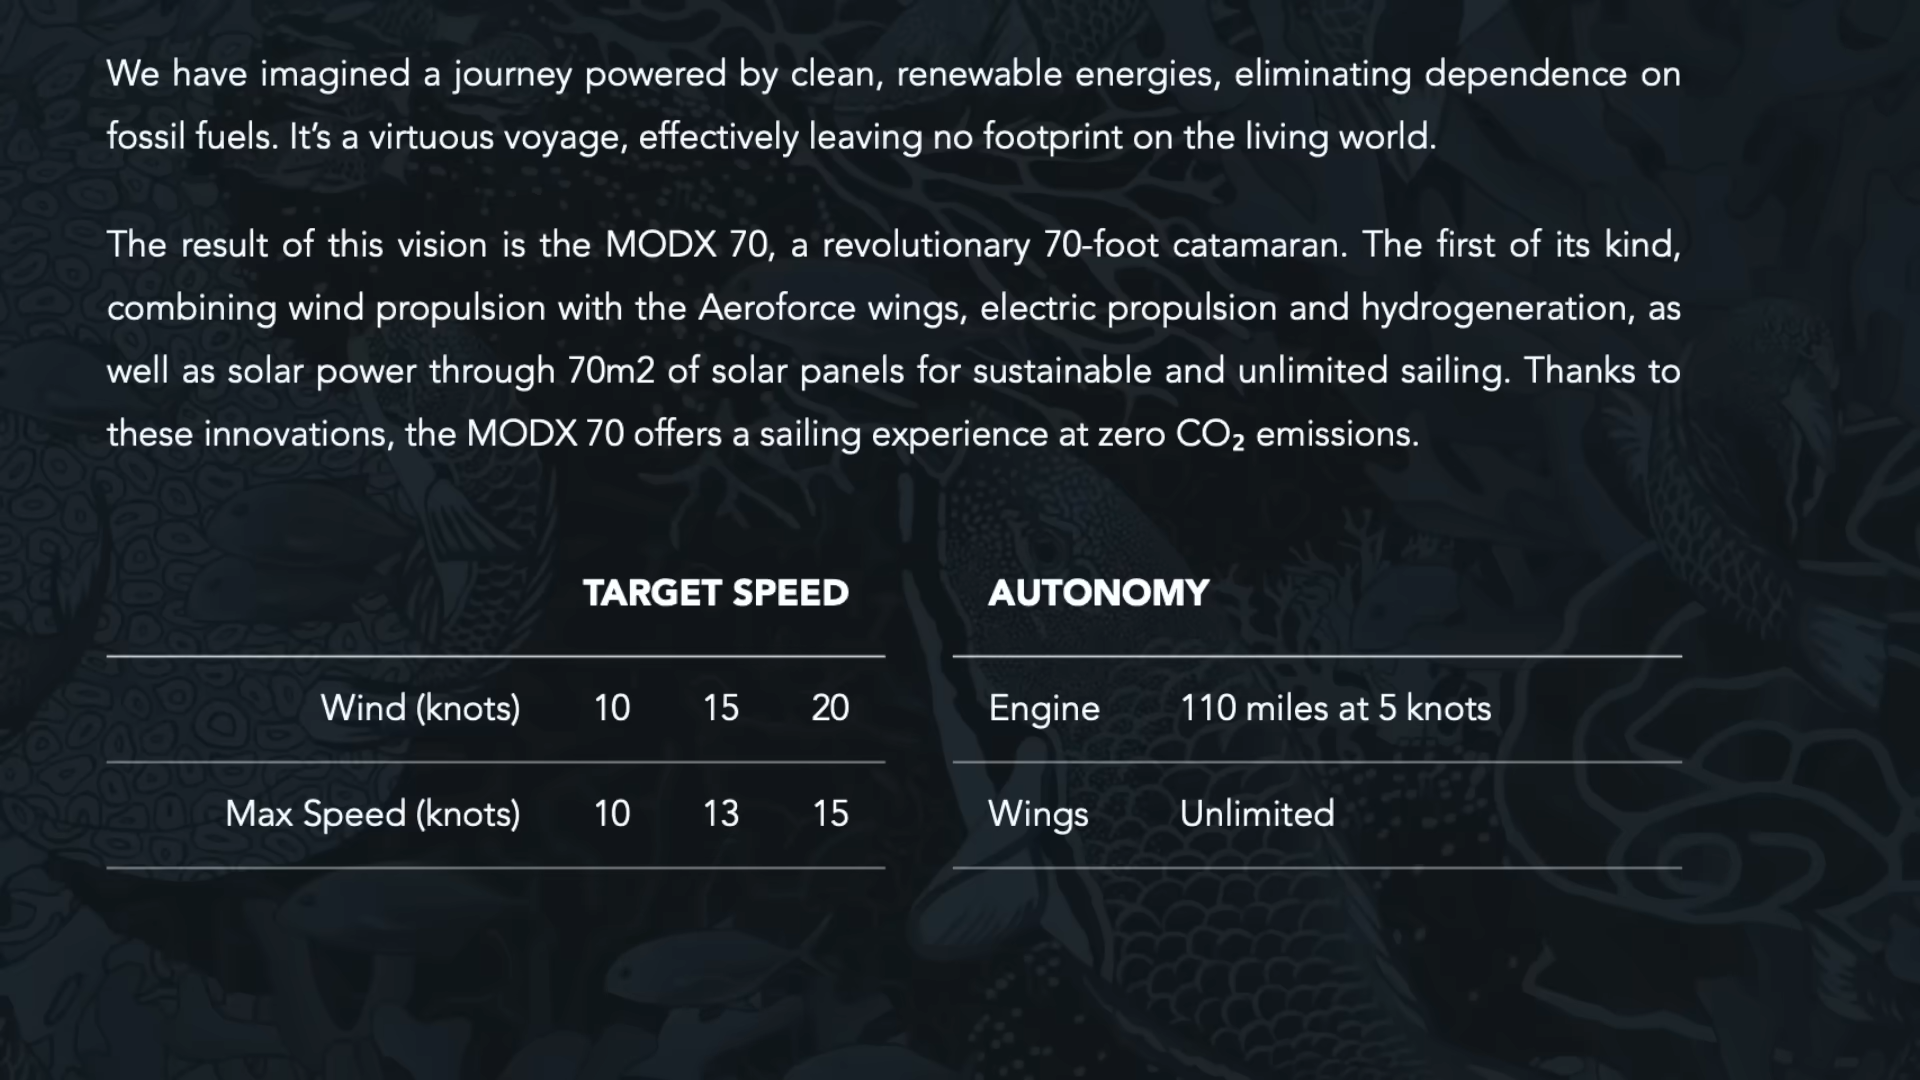 We have imagined a journey powered by clean, renewable energies, eliminating dependence on
fossil fuels. It’s a virtuous voyage, effectively leaving no footprint on the living world.
The result of this vision is the MODX 70, a revolutionary 70-foot catamaran. The first of its kind,
combining wind propulsion with the Aeroforce wings, electric propulsion and hydrogeneration, as
well as solar power through 70m2 of solar panels for sustainable and unlimited sailing. Thanks to
these innovations, the MODX 70 offers a sailing experience at zero CO₂ emissions.
TARGET SPEED
Wind (knots) 10 15 20
Max Speed (knots) 10 13 15
AUTONOMY
Engine 110 miles at 5 knots
Wings Unlimited